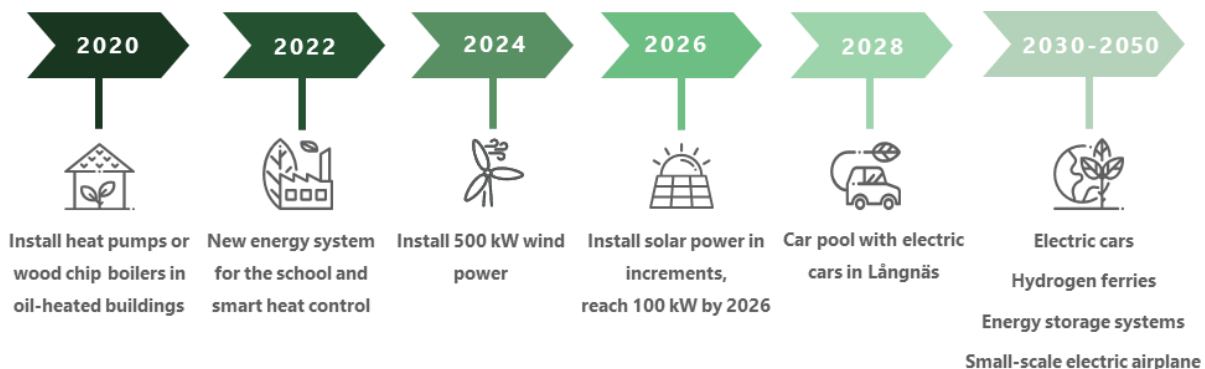 2020
2022
2024
2026
2028
2030-2050
Install heat pumps or
wood chip boilers in
oil-heated buildings
New energy system
for the school and
smart heat control
Install 500 kW wind
power
Install solar power in
increments,
reach 100 kW by 2026
Car pool with electric
cars in Långnäs
Electric cars
Hydrogen ferries
Energy storage systems
Small-scale electric airplane